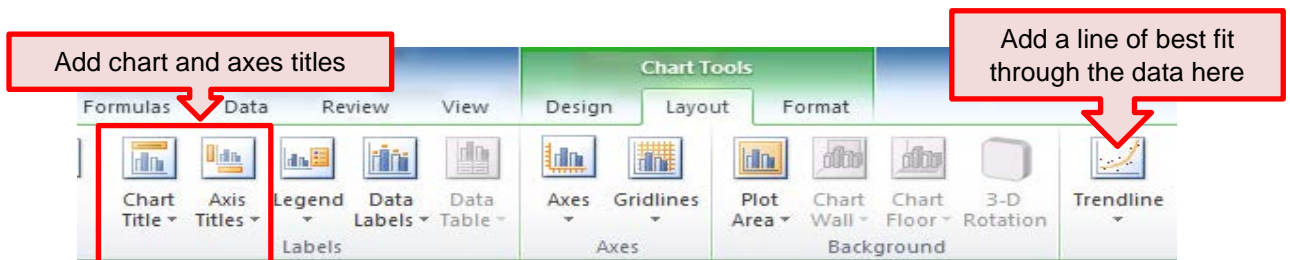 Add chart and axes titles
Add a line of best fit
through the data here
Chart Tools
Formulas Data Review View Design Layout Format
Chart Title Axis Titles Legend Data Labels Data Table Axes Gridlines Plot Area Chart Wall Chart Floor 3-D Rotation Trendline
Labels Axes Background